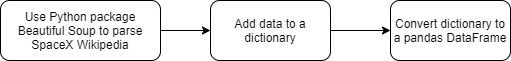 Use Python package
Beautiful Soup to parse
SpaceX Wikipedia
Add data to a
dictionary
Convert dictionary to
a pandas DataFrame